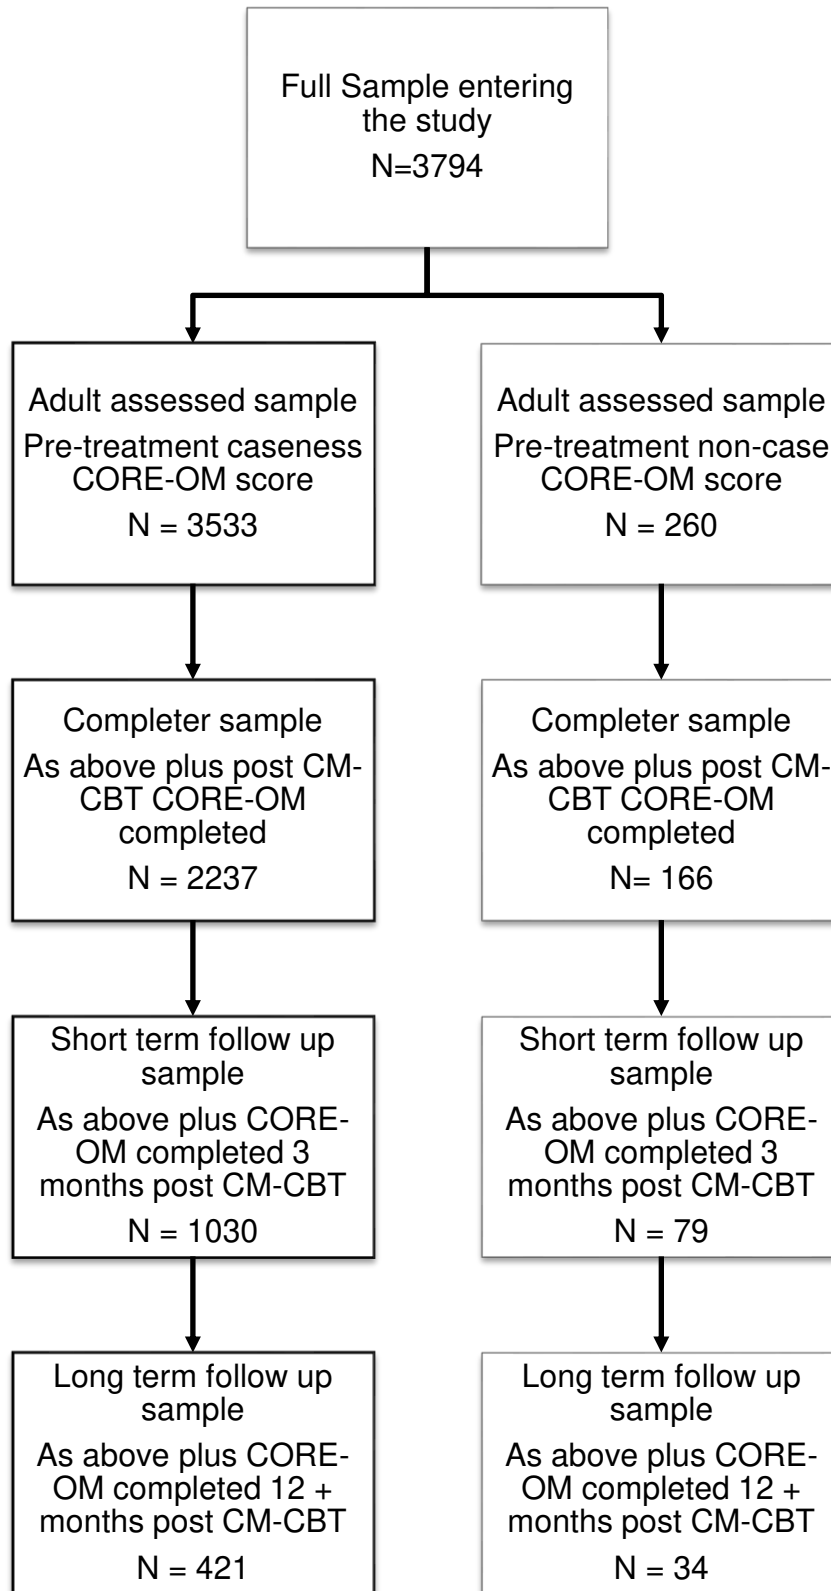 Full Sample entering
the study
N=3794
Adult assessed sample
Pre-treatment caseness
CORE-OM score
N = 3533
Adult assessed sample
Pre-treatment non-case
CORE-OM score
N = 260
Completer sample
As above plus post CM-
CBT CORE-OM
completed
N = 2237
Completer sample
As above plus post CM-
CBT CORE-OM
completed
N= 166
Short term follow up
sample
As above plus CORE-
OM completed 3
months post CM-CBT
N = 1030
Short term follow up
sample
As above plus CORE-
OM completed 3
months post CM-CBT
N = 79
Long term follow up
sample
As above plus CORE-
OM completed 12 +
months post CM-CBT
N = 421
Long term follow up
sample
As above plus CORE-
OM completed 12 +
months post CM-CBT
N = 34